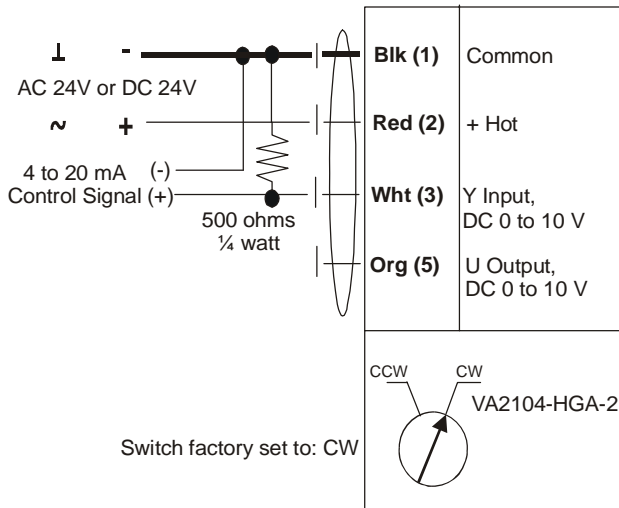 ⊥ -
Blk (1) Common
AC 24V or DC 24V
~ +
Red (2) + Hot
4 to 20 mA (-)
Control Signal (+)
Wht (3) Y Input,
DC 0 to 10 V
500 ohms
¼ watt
Org (5) U Output,
DC 0 to 10 V
CCW CW
VA2104-HGA-2
Switch factory set to: CW